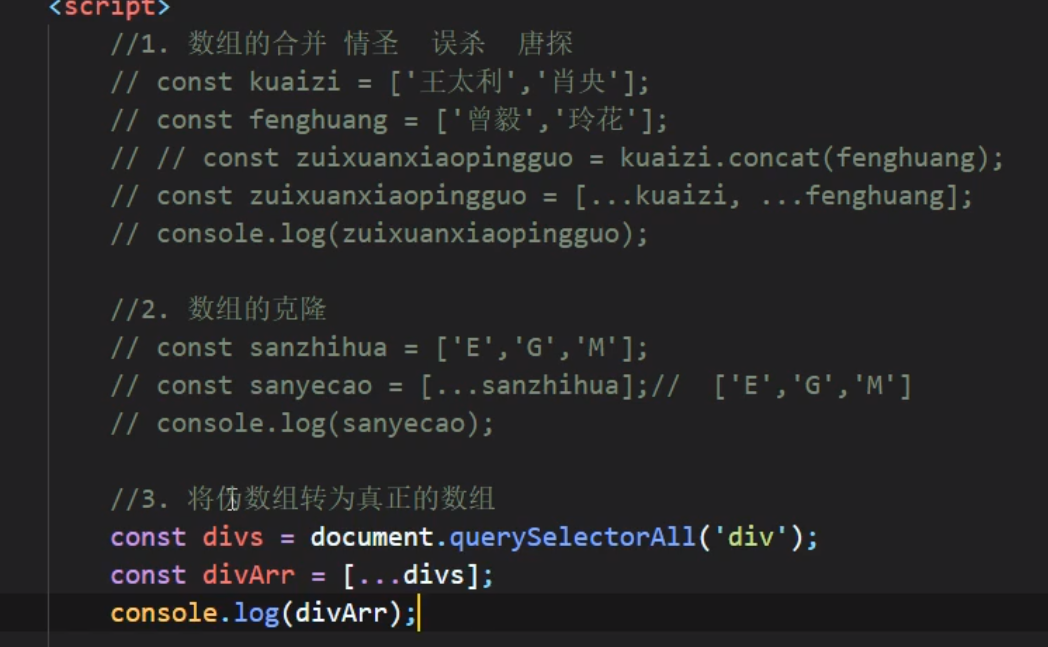 <script>
//1. 数组的合并 情圣 误杀 唐探
// const kuaizi = ['王太利','肖央'];
// const fenghuang = ['曾毅','玲花'];
// // const zuixuanxiaopingguo = kuaizi.concat(fenghuang);
// const zuixuanxiaopingguo = [...kuaizi, ...fenghuang];
// console.log(zuixuanxiaopingguo);
//2. 数组的克隆
// const sanzhihua = ['E','G','M'];
// const sanyecao = [...sanzhihua];// ['E','G','M']
// console.log(sanyecao);
//3. 将伪数组转为真正的数组
const divs = document.querySelectorAll('div');
const divArr = [...divs];
console.log(divArr);